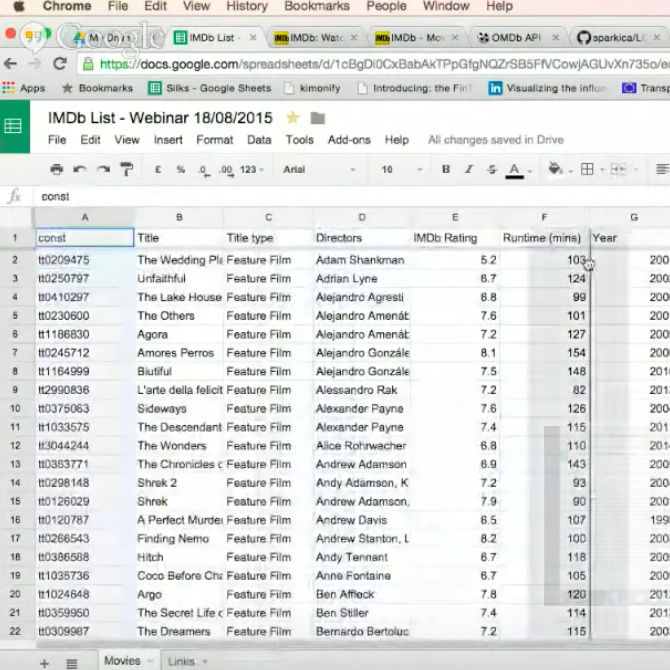 Chrome File Edit View History Bookmarks People Window Help
Google My Drive IMDb List - IMDb: Watc IMDb - Mov OMDb API sparkica/LO
https://docs.google.com/spreadsheets/d/
Apps Bookmarks Silks - Google Sheets kimonify Introducing: the Fin Visualizing the influe Transp
IMDb List - Webinar 18/08/2015
File Edit View Insert Format Data Tools Add-ons Help All changes saved in Drive
£ % .0 .00 123 Arial 10 B I S A
fx const
A B C D E F G
1 const Title Title type Directors IMDb Rating Runtime (mins) Year
2 tt0209475 The Wedding Pla Feature Film Adam Shankman 5.2 103 200
3 tt0250797 Unfaithful Feature Film Adrian Lyne 6.7 124 200
4 tt0410297 The Lake House Feature Film Alejandro Agresti 6.8 99 200
5 tt0230600 The Others Feature Film Alejandro Amenáb 7.6 101 200
6 tt1186830 Agora Feature Film Alejandro Amenáb 7.2 127 200
7 tt0245712 Amores Perros Feature Film Alejandro Gonzále 8.1 154 200
8 tt1164999 Biutiful Feature Film Alejandro Gonzále 7.5 148 201
9 tt2990836 L'arte della felicit Feature Film Alessandro Rak 7.2 82 201
10 tt0375063 Sideways Feature Film Alexander Payne 7.6 126 200
11 tt1033575 The Descendant Feature Film Alexander Payne 7.4 115 201
12 tt3044244 The Wonders Feature Film Alice Rohrwacher 6.8 110 201
13 tt0363771 The Chronicles o Feature Film Andrew Adamson 6.9 143 200
14 tt0298148 Shrek 2 Feature Film Andy Adamson, K 7.2 93 200
15 tt0126029 Shrek Feature Film Andrew Adamson, 7.9 90 200
16 tt0120787 A Perfect Murder Feature Film Andrew Davis 6.5 107 199
17 tt0266543 Finding Nemo Feature Film Andrew Stanton, L 8.2 100 200
18 tt0386588 Hitch Feature Film Andy Tennant 6.7 118 200
19 tt1035736 Coco Before Cha Feature Film Anne Fontaine 6.7 105 200
20 tt1024648 Argo Feature Film Ben Affleck 7.8 120 201
21 tt0359950 The Secret Life o Feature Film Ben Stiller 7.4 114 201
22 tt0309987 The Dreamers Feature Film Bernardo Bertoluc 7.2 115 200
Movies Links